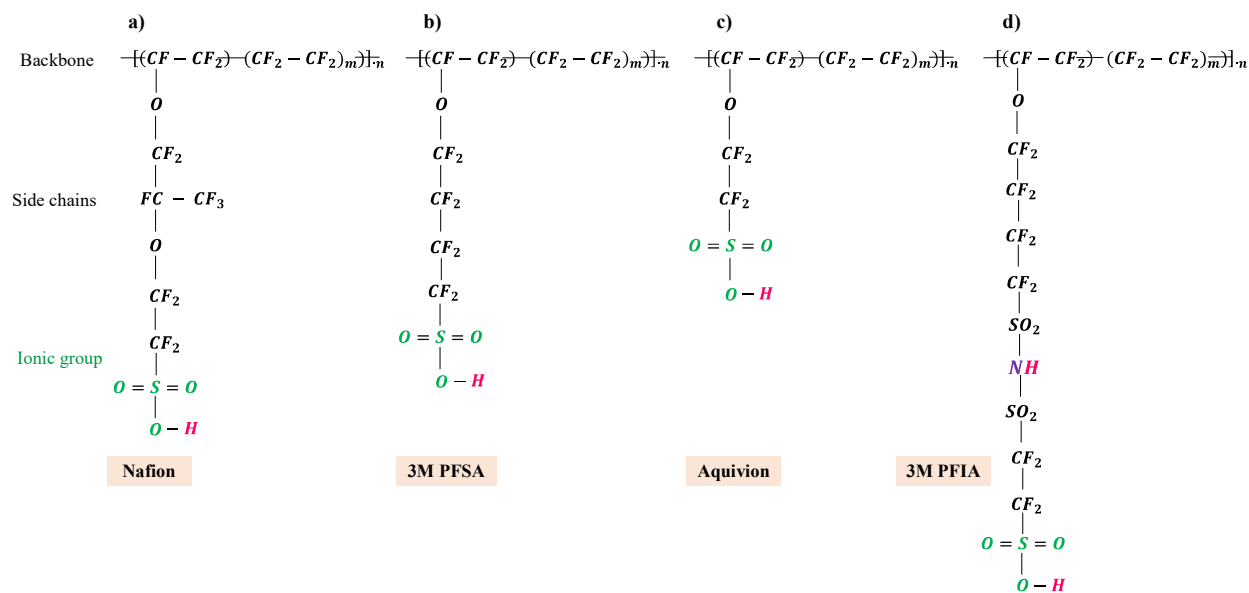 a) b) c) d)
Backbone –[(CF – CF₂) (CF₂ – CF₂)ₘ)]ₙ –[(CF – CF₂) (CF₂ – CF₂)ₘ)]ₙ –[(CF – CF₂) (CF₂ – CF₂)ₘ)]ₙ –[(CF – CF₂) (CF₂ – CF₂)ₘ)]ₙ
O O O O
CF₂ CF₂ CF₂ CF₂
Side chains FC – CF₃ CF₂ CF₂ CF₂
O CF₂ O = S = O CF₂
CF₂ CF₂ O – H CF₂
CF₂ O = S = O SO₂
Ionic group O – H NH
O = S = O SO₂
O – H
Nafion 3M PFSA Aquivion 3M PFIA CF₂
CF₂
O = S = O
O – H